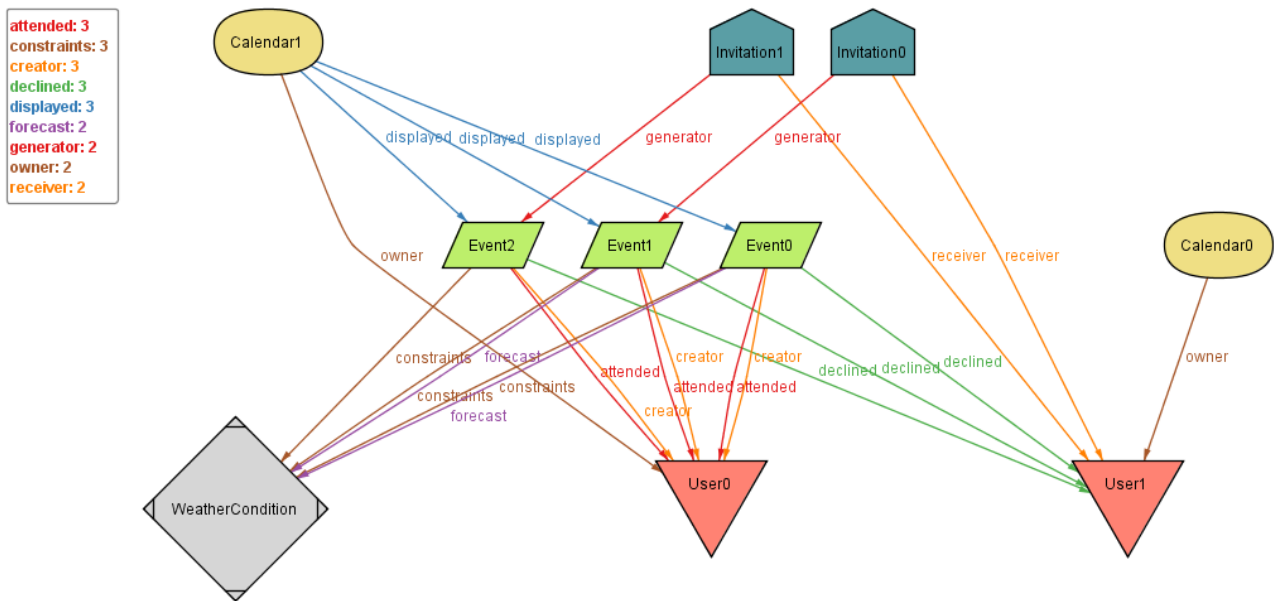 attended: 3
constraints: 3
creator: 3
declined: 3
displayed: 3
forecast: 2
generator: 2
owner: 2
receiver: 2
Calendar1
Invitation1
Invitation0
displayed
displayed
displayed
generator
generator
Event2
Event1
Event0
Calendar0
owner
receiver
receiver
constraints
forecast
creator
creator
owner
attended
declined
declined
declined
constraints
constraints
attended
attended
forecast
creator
User0
User1
WeatherCondition